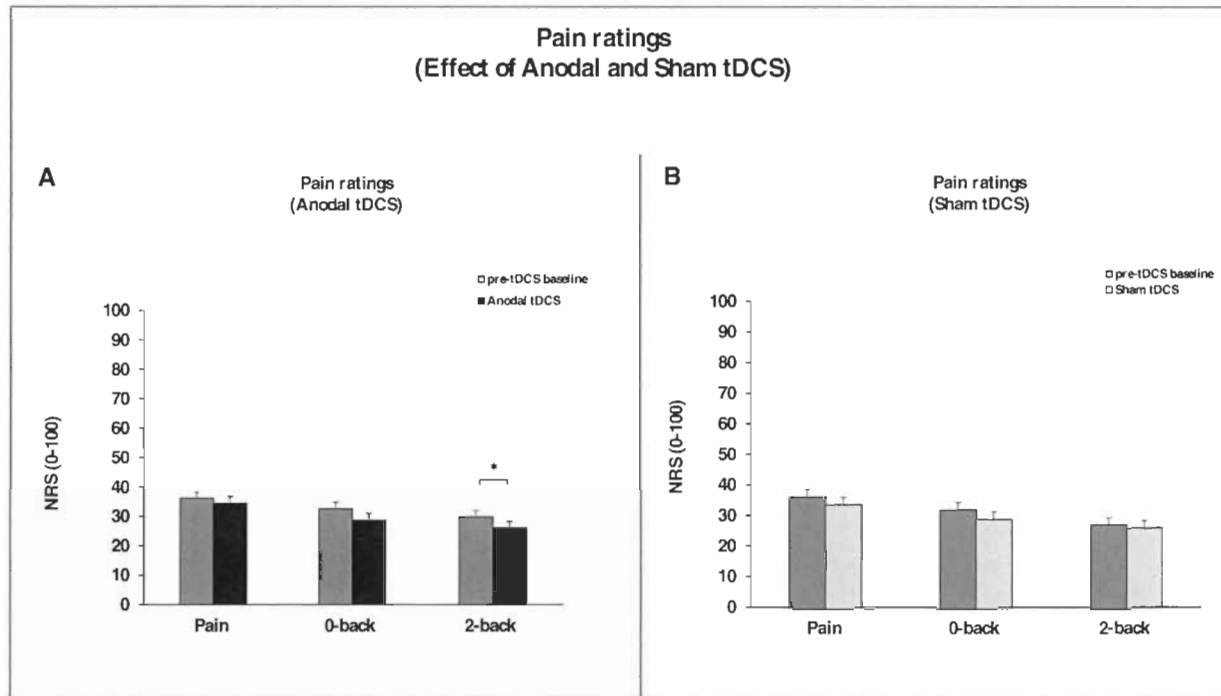 Pain ratings
(Effect of Anodal and Sham tDCS)
A
Pain ratings
(Anodal tDCS)
pre-tDCS baseline
Anodal tDCS
100
90
80
70
60
50
40
30
20
10
0
NRS (0-100)
*
Pain
0-back
2-back
B
Pain ratings
(Sham tDCS)
pre-tDCS baseline
Sham tDCS
100
90
80
70
60
50
40
30
20
10
0
NRS (0-100)
Pain
0-back
2-back